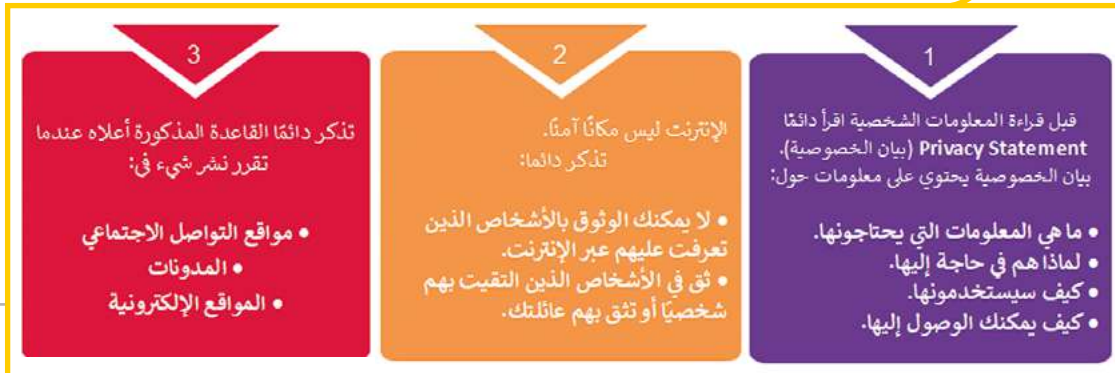 1
قبل قراءة المعلومات الشخصية اقرأ دائمًا
Privacy Statement (بيان الخصوصية).
بيان الخصوصية يحتوي على معلومات حول:
• ما هي المعلومات التي يحتاجونها.
• لماذا هم في حاجة إليها.
• كيف سيستخدمونها.
• كيف يمكنك الوصول إليها.
2
الإنترنت ليس مكانًا آمنًا.
تذكر دائما:
• لا يمكنك الوثوق بالأشخاص الذين
تعرفت عليهم عبر الإنترنت.
• ثق في الأشخاص الذين التقيت بهم
شخصيًا أو تثق بهم عائلتك.
3
تذكر دائمًا القاعدة المذكورة أعلاه عندما
تقرر نشر شيء في:
• مواقع التواصل الاجتماعي
• المدونات
• المواقع الإلكترونية